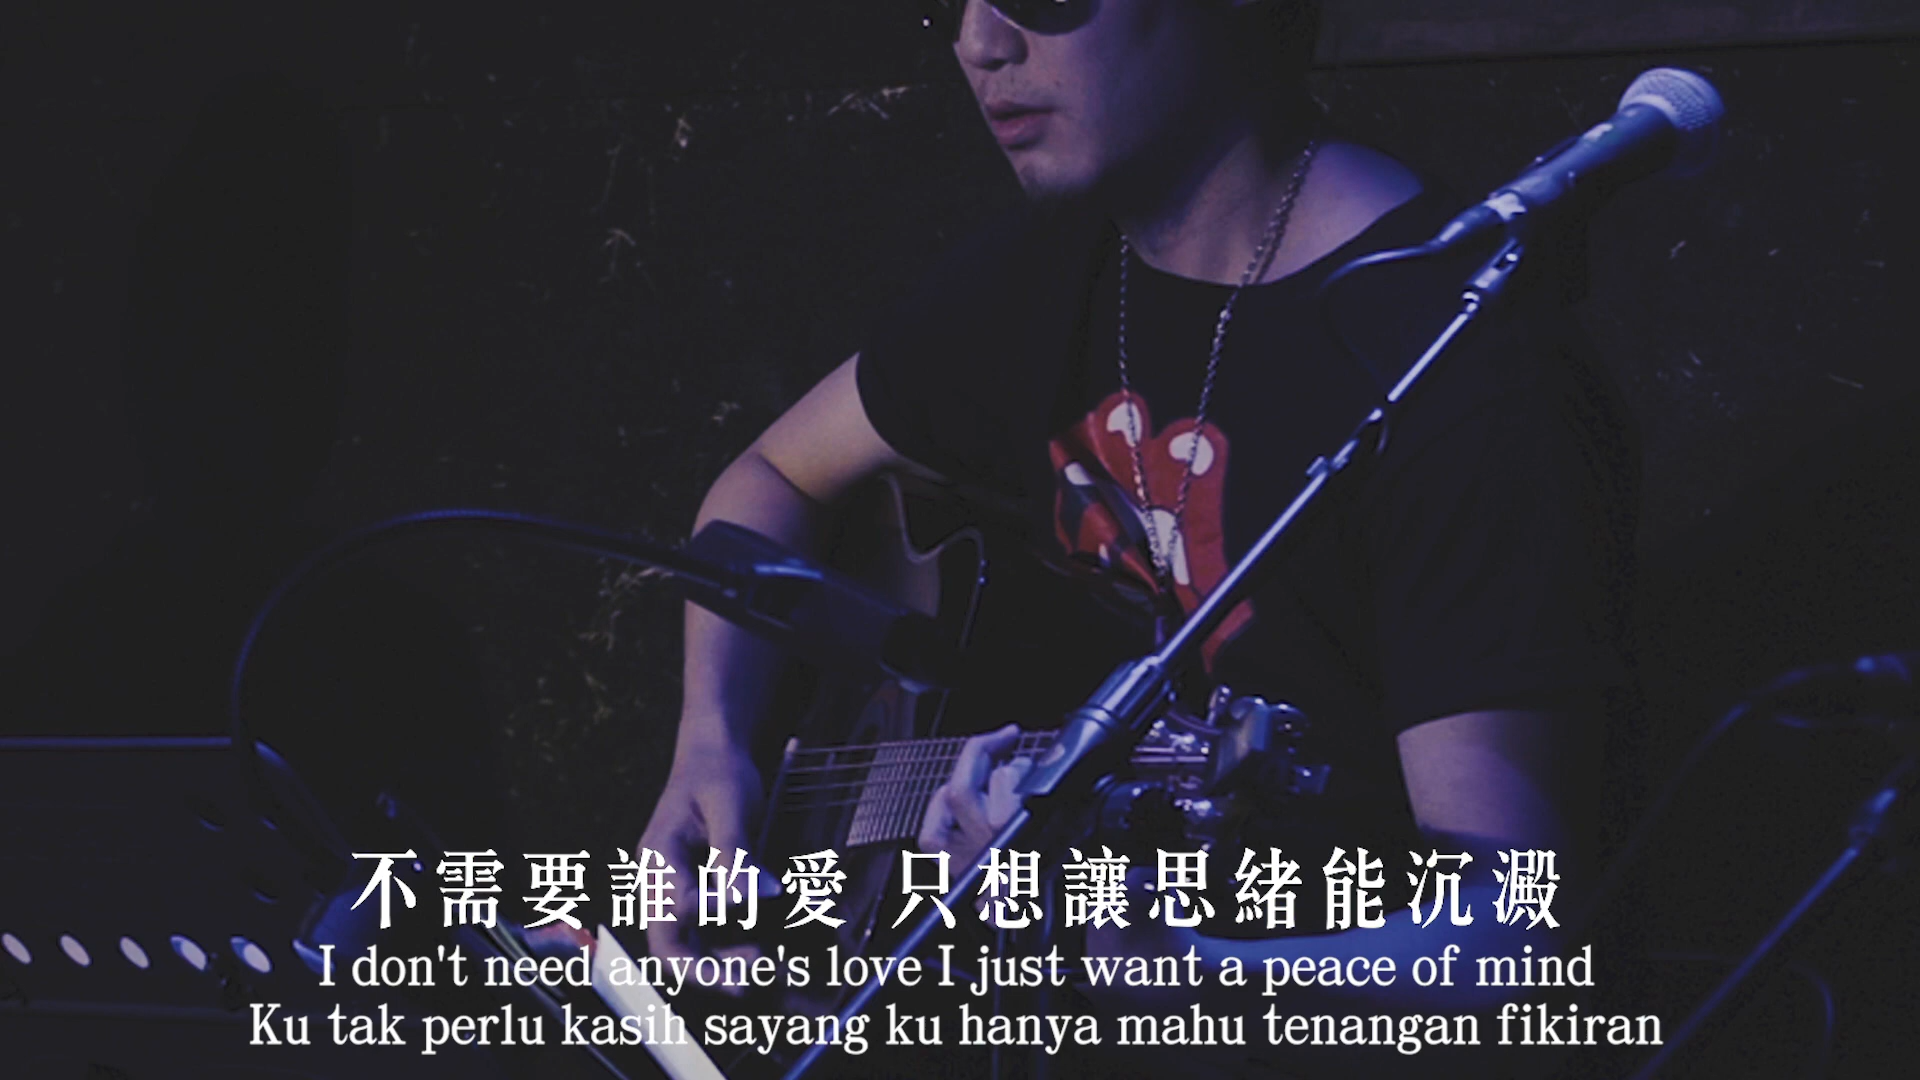 不需要誰的愛 只想讓思緒能沉澱
I don't need anyone's love I just want a peace of mind
Ku tak perlu kasih sayang ku hanya mahu tenangan fikiran